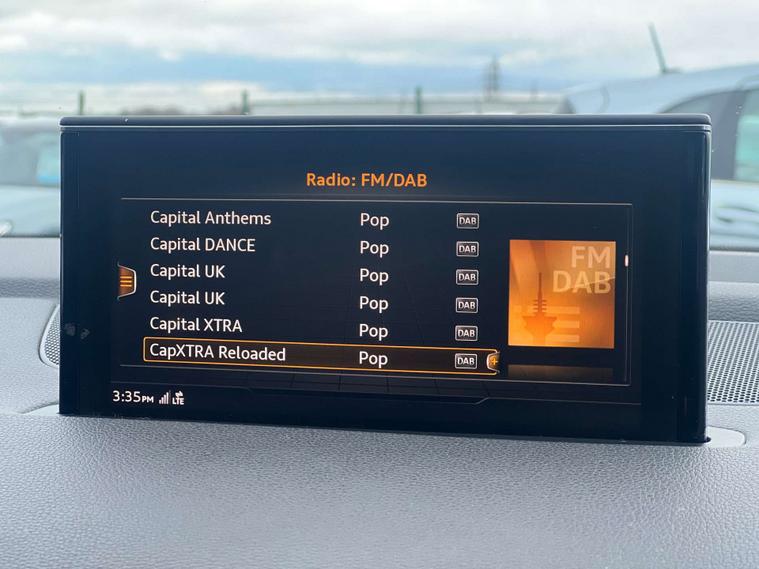 Radio: FM/DAB
Capital Anthems Pop DAB
Capital DANCE Pop DAB
Capital UK Pop DAB
Capital UK Pop DAB
Capital XTRA Pop DAB
CapXTRA Reloaded Pop DAB
FM
DAB
3:35PM LTE